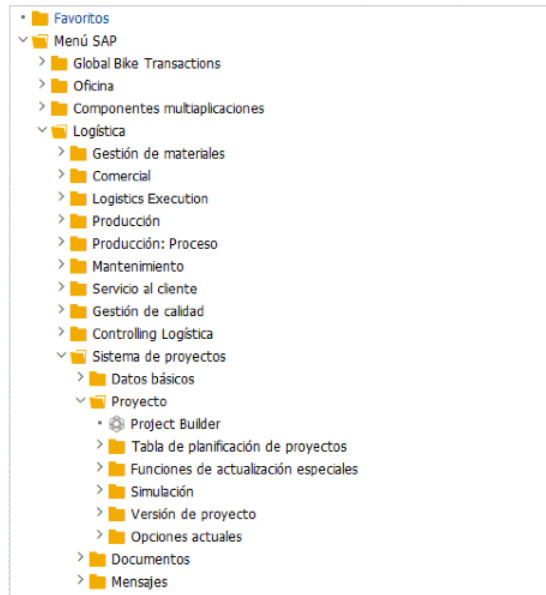 Favoritos
Menú SAP
Global Bike Transactions
Oficina
Componentes multiaplicaciones
Logística
Gestión de materiales
Comercial
Logistics Execution
Producción
Producción: Proceso
Mantenimiento
Servicio al cliente
Gestión de calidad
Controlling Logística
Sistema de proyectos
Datos básicos
Proyecto
Project Builder
Tabla de planificación de proyectos
Funciones de actualización especiales
Simulación
Versión de proyecto
Opciones actuales
Documentos
Mensajes